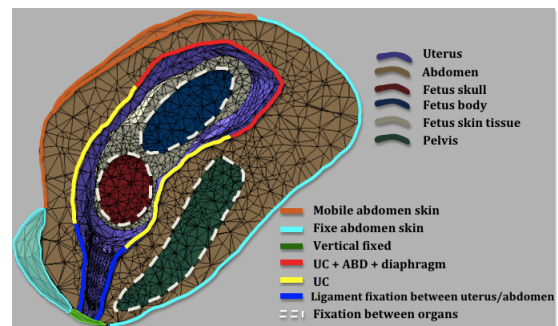 Uterus
Abdomen
Fetus skull
Fetus body
Fetus skin tissue
Pelvis
Mobile abdomen skin
Fixe abdomen skin
Vertical fixed
UC + ABD + diaphragm
UC
Ligament fixation between uterus/abdomen
Fixation between organs